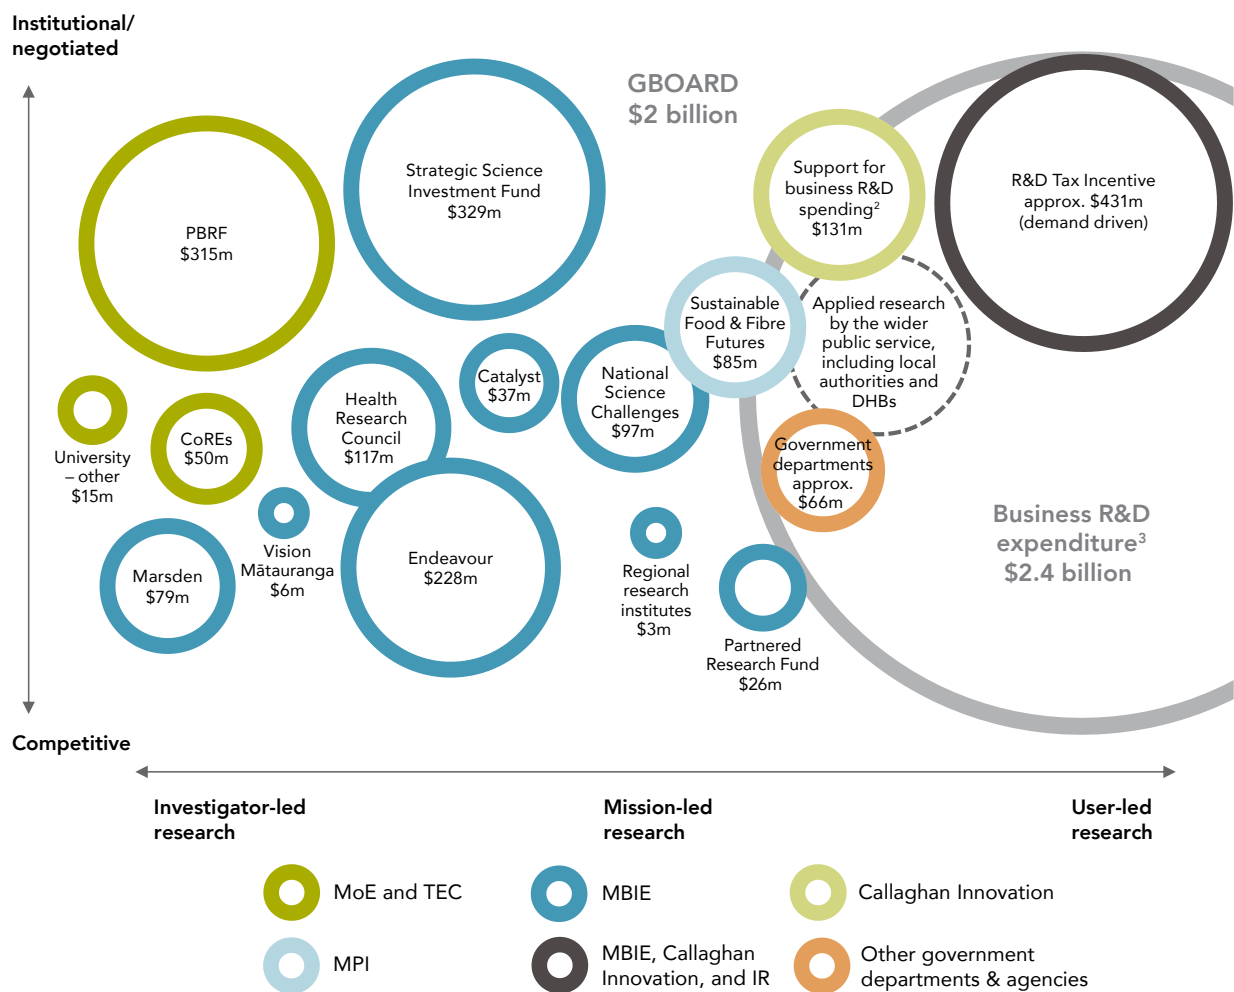 Institutional/
negotiated
GBOARD
$2 billion
Strategic Science
Investment Fund
$329m
Support for
business R&D
spending²
$131m
R&D Tax Incentive
approx. $431m
(demand driven)
PBRF
$315m
Sustainable
Food & Fibre
Futures
$85m
Applied research
by the wider
public service,
including local
authorities and
DHBs
Catalyst
$37m
National
Science
Challenges
$97m
Health
Research
Council
$117m
CoREs
$50m
University
– other
$15m
Government
departments
approx.
$66m
Business R&D
expenditure³
$2.4 billion
Vision
Mātauranga
$6m
Endeavour
$228m
Marsden
$79m
Regional
research
institutes
$3m
Partnered
Research Fund
$26m
Competitive
Investigator-led
research
Mission-led
research
User-led
research
MoE and TEC
MBIE
Callaghan Innovation
MPI
MBIE, Callaghan
Innovation, and IR
Other government
departments & agencies